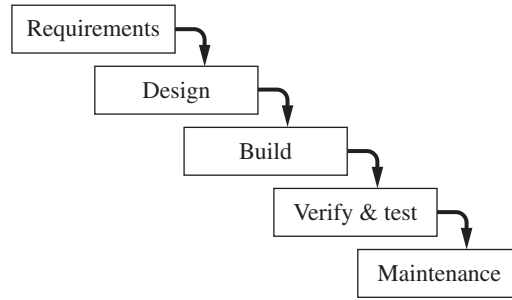 Requirements
Design
Build
Verify & test
Maintenance